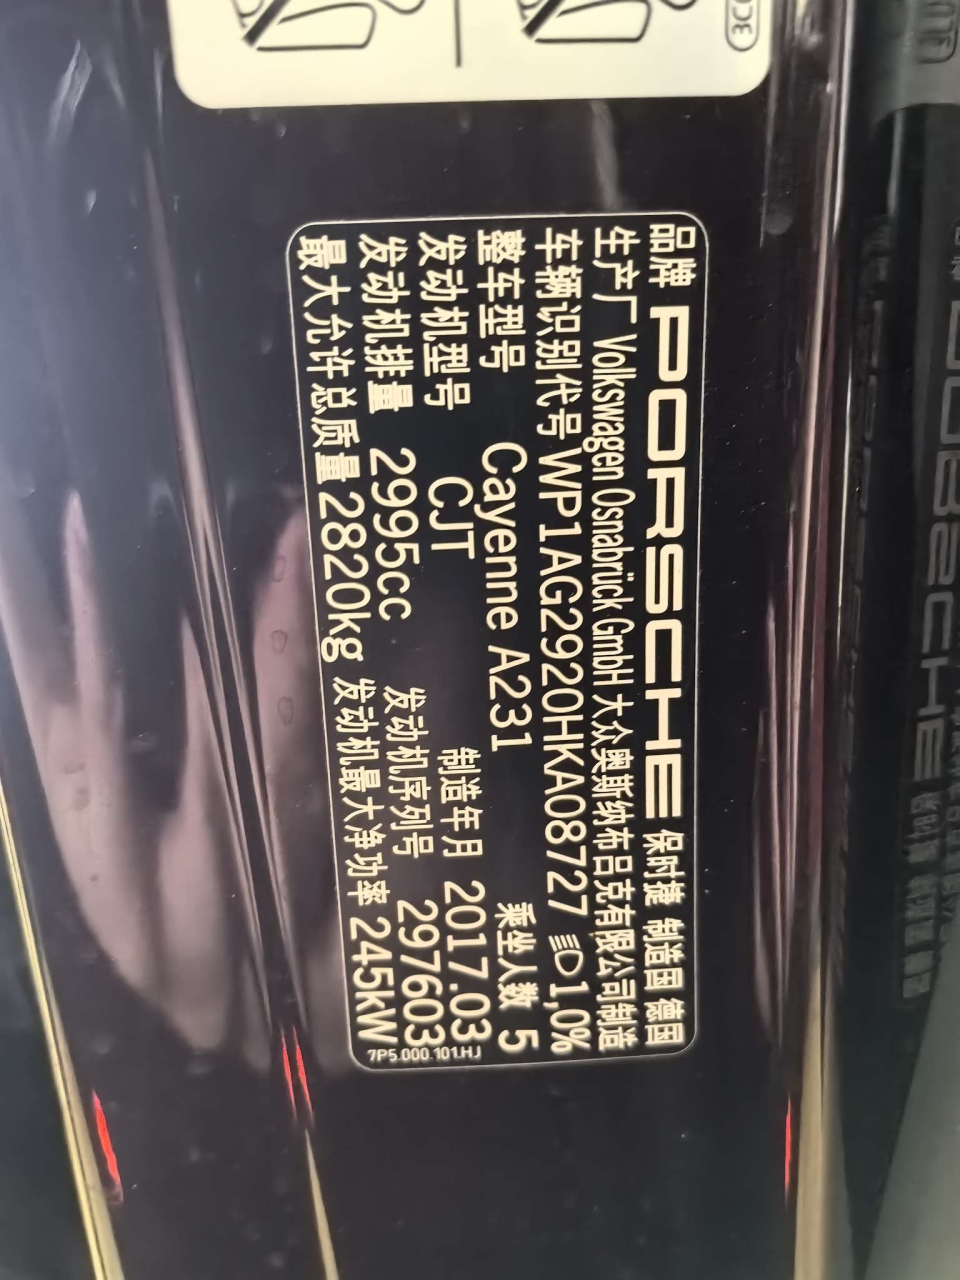 品牌 PORSCHE 保时捷 制造国 德国
生产厂 Volkswagen Osnabrück GmbH 大众奥斯纳布吕克有限公司制造
车辆识别代号 WP1AG2920HKA08727 1,0%
整车型号 Cayenne A231 乘坐人数 5
发动机型号 CJT 制造年月 2017.03
发动机排量 2995cc 发动机序列号 297603
最大允许总质量 2820kg 发动机最大净功率 245kW
7P5.000.101.HJ